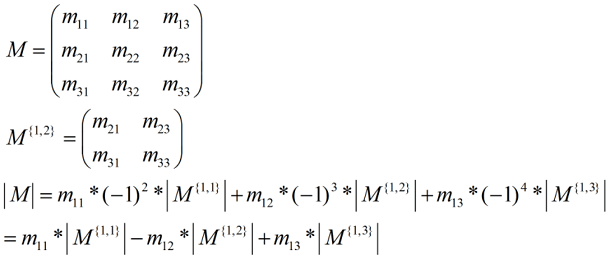 M = ( m₁₁ m₁₂ m₁₃
m₂₁ m₂₂ m₂₃
m₃₁ m₃₂ m₃₃ )
M^{1,2} = ( m₂₁ m₂₃
m₃₁ m₃₃ )
|M| = m₁₁ * (−1)² * |M^{1,1}| + m₁₂ * (−1)³ * |M^{1,2}| + m₁₃ * (−1)⁴ * |M^{1,3}|
= m₁₁ * |M^{1,1}| − m₁₂ * |M^{1,2}| + m₁₃ * |M^{1,3}|